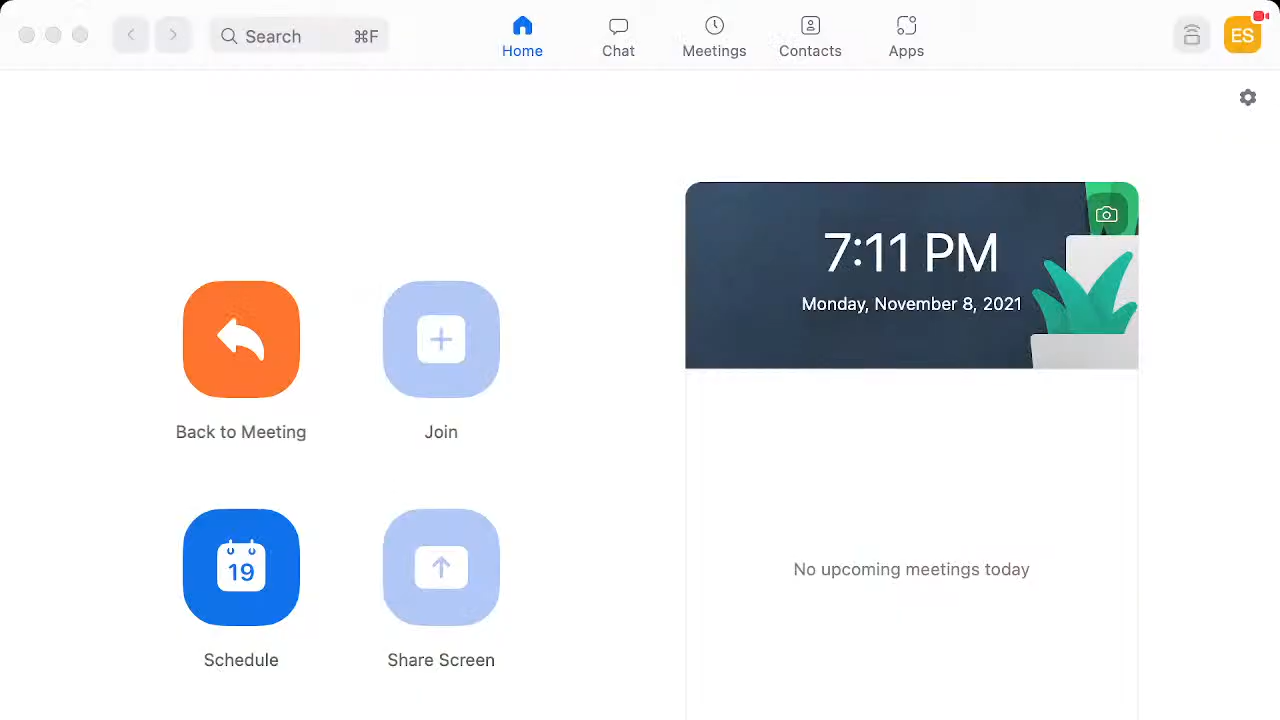 Search ⌘F
Home
Chat
Meetings
Contacts
Apps
ES
7:11 PM
Monday, November 8, 2021
Back to Meeting
Join
No upcoming meetings today
19
Schedule
Share Screen